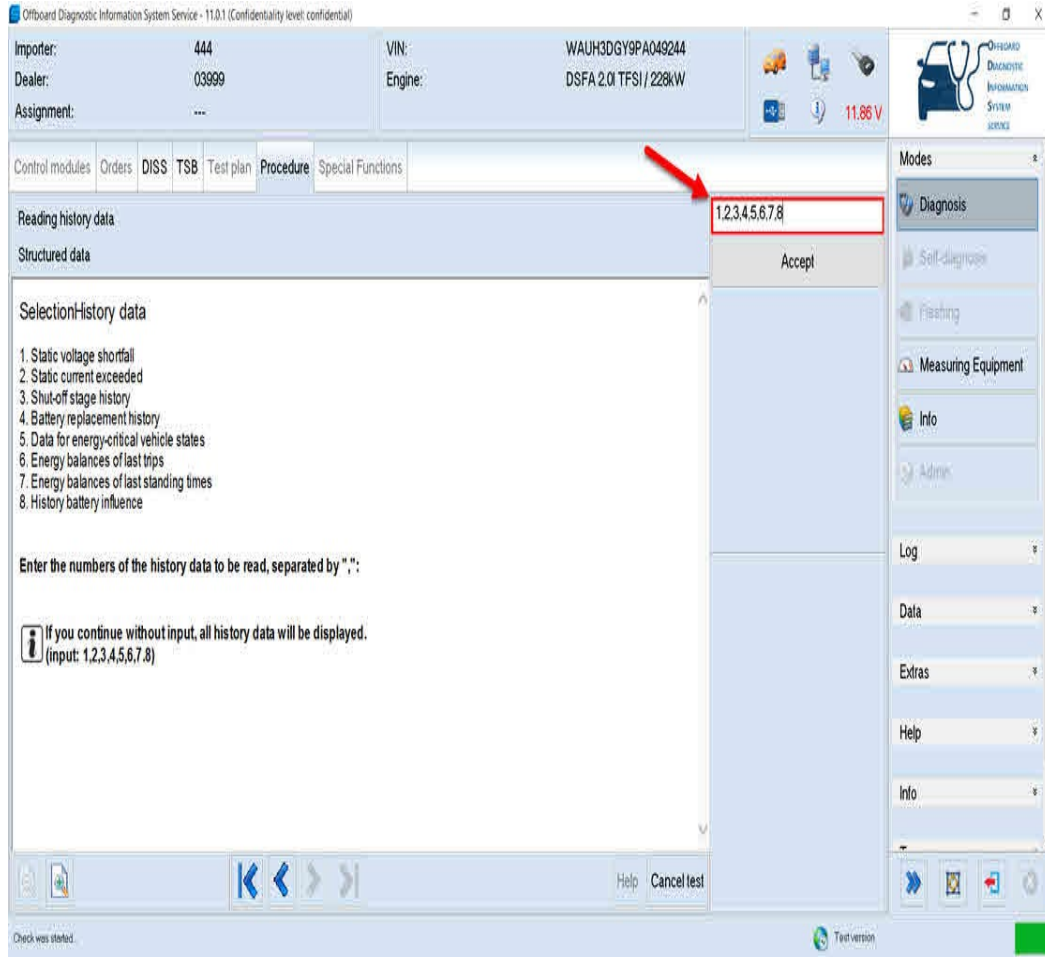 Offboard Diagnostic Information System Service - 11.0.1 (Confidentiality level: confidential)
Importer: 444 VIN: WAUH3DGY9PA049244
Dealer: 03999 Engine: DSFA 2.0l TFSI / 228kW
Assignment: ---
11.86 V
OFFBOARD
DIAGNOSTIC
INFORMATION
SYSTEM
SERVICE
Control modules Orders DISS TSB Test plan Procedure Special Functions
Reading history data
Structured data
1,2,3,4,5,6,7,8
Accept
SelectionHistory data
1. Static voltage shortfall
2. Static current exceeded
3. Shut-off stage history
4. Battery replacement history
5. Data for energy-critical vehicle states
6. Energy balances of last trips
7. Energy balances of last standing times
8. History battery influence
Enter the numbers of the history data to be read, separated by ",":
If you continue without input, all history data will be displayed.
(input: 1,2,3,4,5,6,7.8)
Help Cancel test
Modes
Diagnosis
Self-diagnosis
Flashing
Measuring Equipment
Info
Admin
Log
Data
Extras
Help
Info
Check was started.
Test version